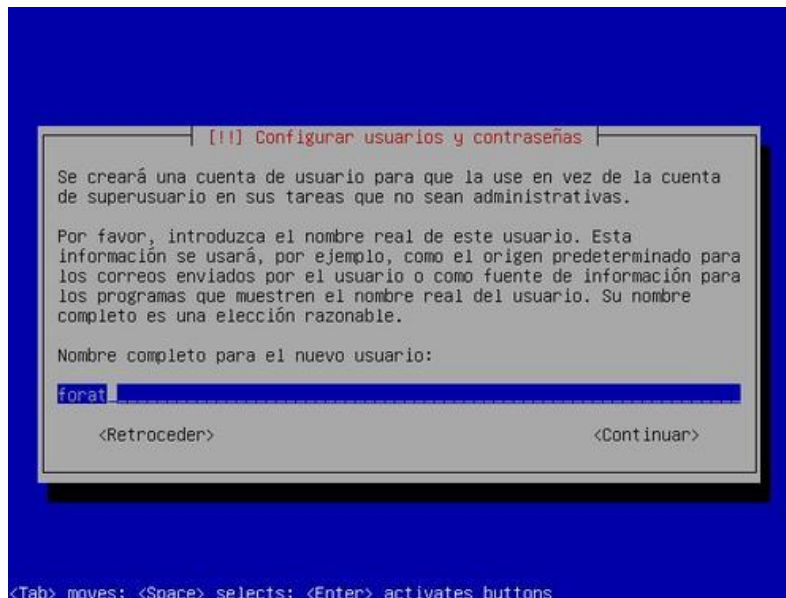 [!!] Configurar usuarios y contraseñas
Se creará una cuenta de usuario para que la use en vez de la cuenta
de superusuario en sus tareas que no sean administrativas.
Por favor, introduzca el nombre real de este usuario. Esta
información se usará, por ejemplo, como el origen predeterminado para
los correos enviados por el usuario o como fuente de información para
los programas que muestren el nombre real del usuario. Su nombre
completo es una elección razonable.
Nombre completo para el nuevo usuario:
forat
<Retroceder> <Continuar>
<Tab> moves; <Space> selects; <Enter> activates buttons